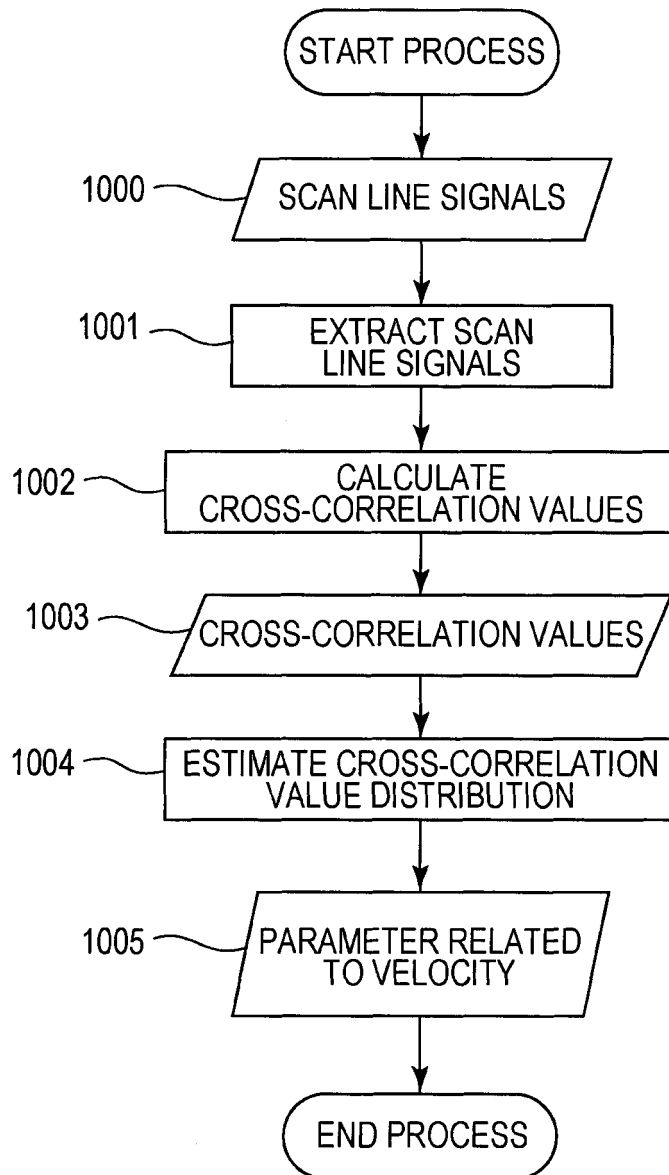 START PROCESS
1000
SCAN LINE SIGNALS
1001
EXTRACT SCAN
LINE SIGNALS
1002
CALCULATE
CROSS-CORRELATION VALUES
1003
CROSS-CORRELATION VALUES
1004
ESTIMATE CROSS-CORRELATION
VALUE DISTRIBUTION
1005
PARAMETER RELATED
TO VELOCITY
END PROCESS